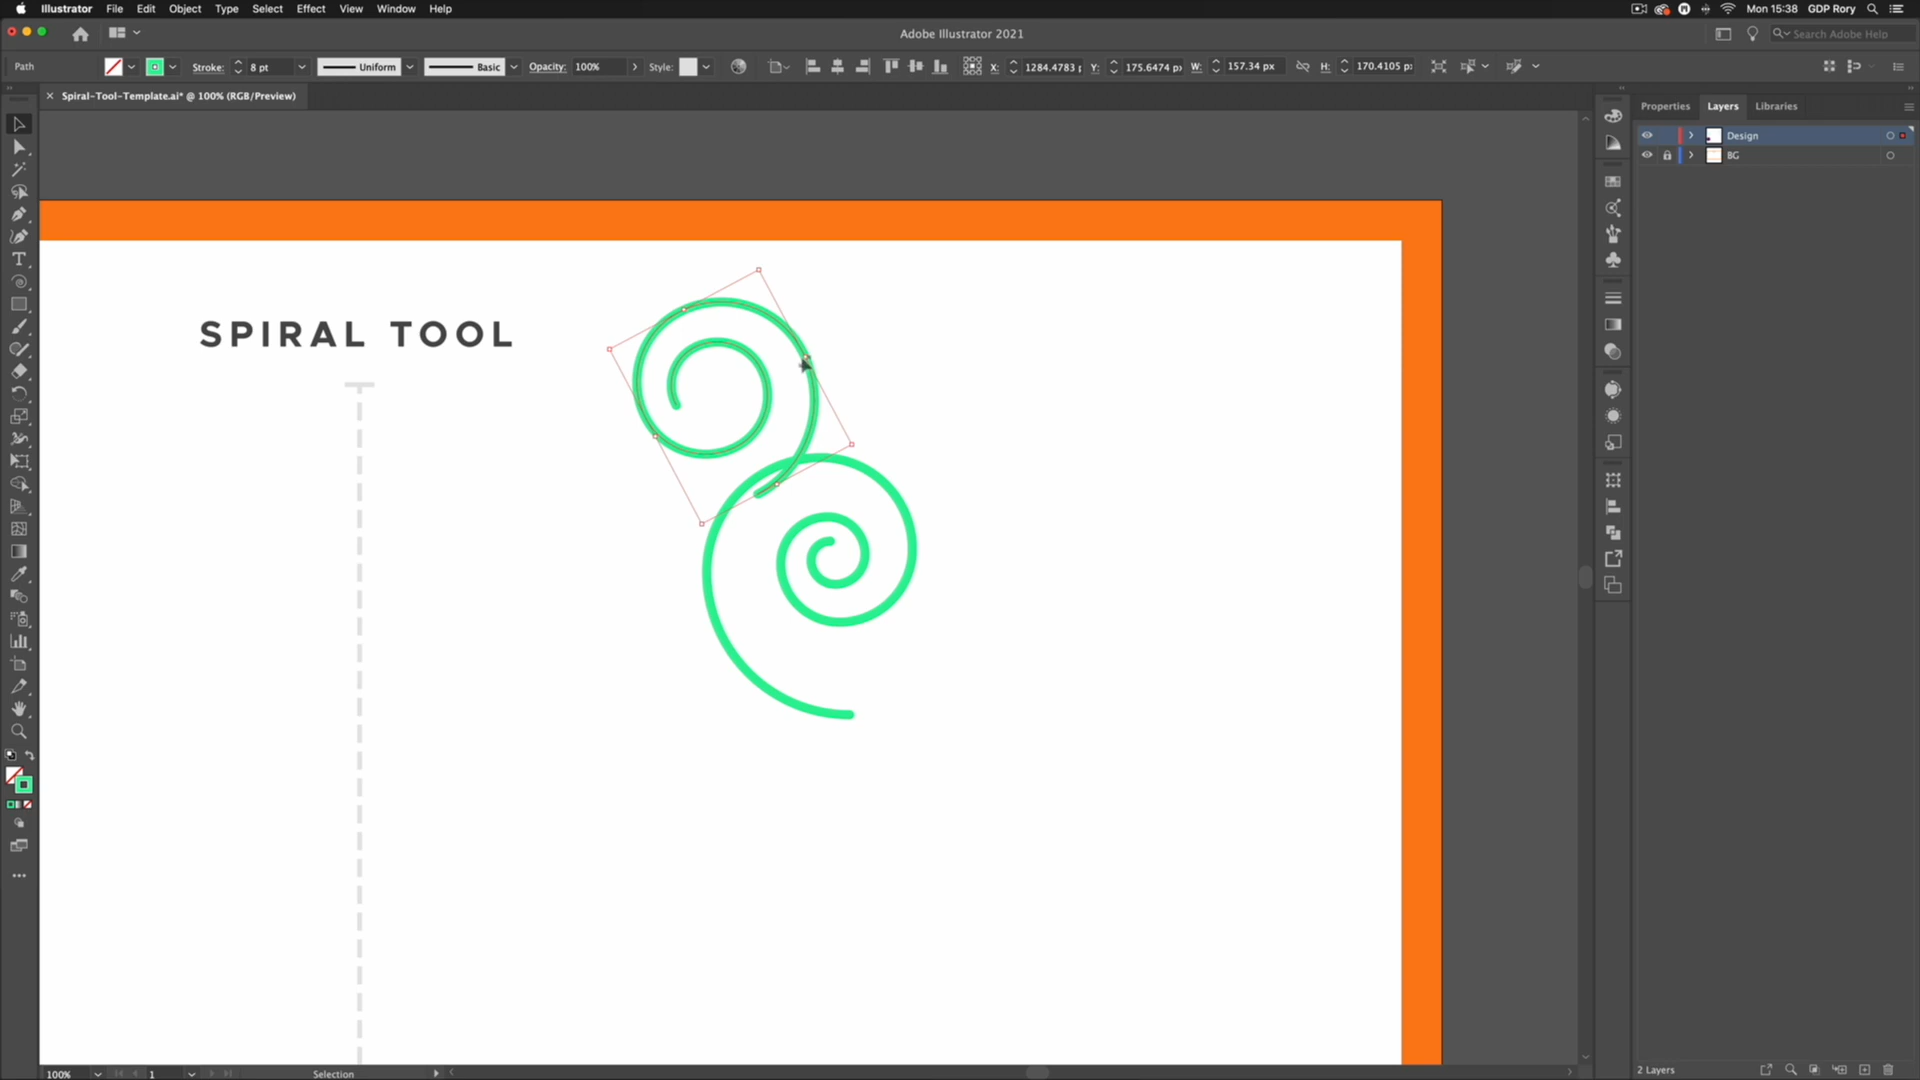 Illustrator File Edit Object Type Select Effect View Window Help Mon 15:38 GDP Rory
Adobe Illustrator 2021 Search Adobe Help
Path Stroke: 8 pt Uniform Basic Opacity: 100% Style: X: 1284.4783 Y: 175.6474 px W: 157.34 px H: 170.4105 px
Spiral-Tool-Template.ai* @ 100% (RGB/Preview)
Properties Layers Libraries
Design
BG
SPIRAL TOOL
100% 1 Selection
2 Layers